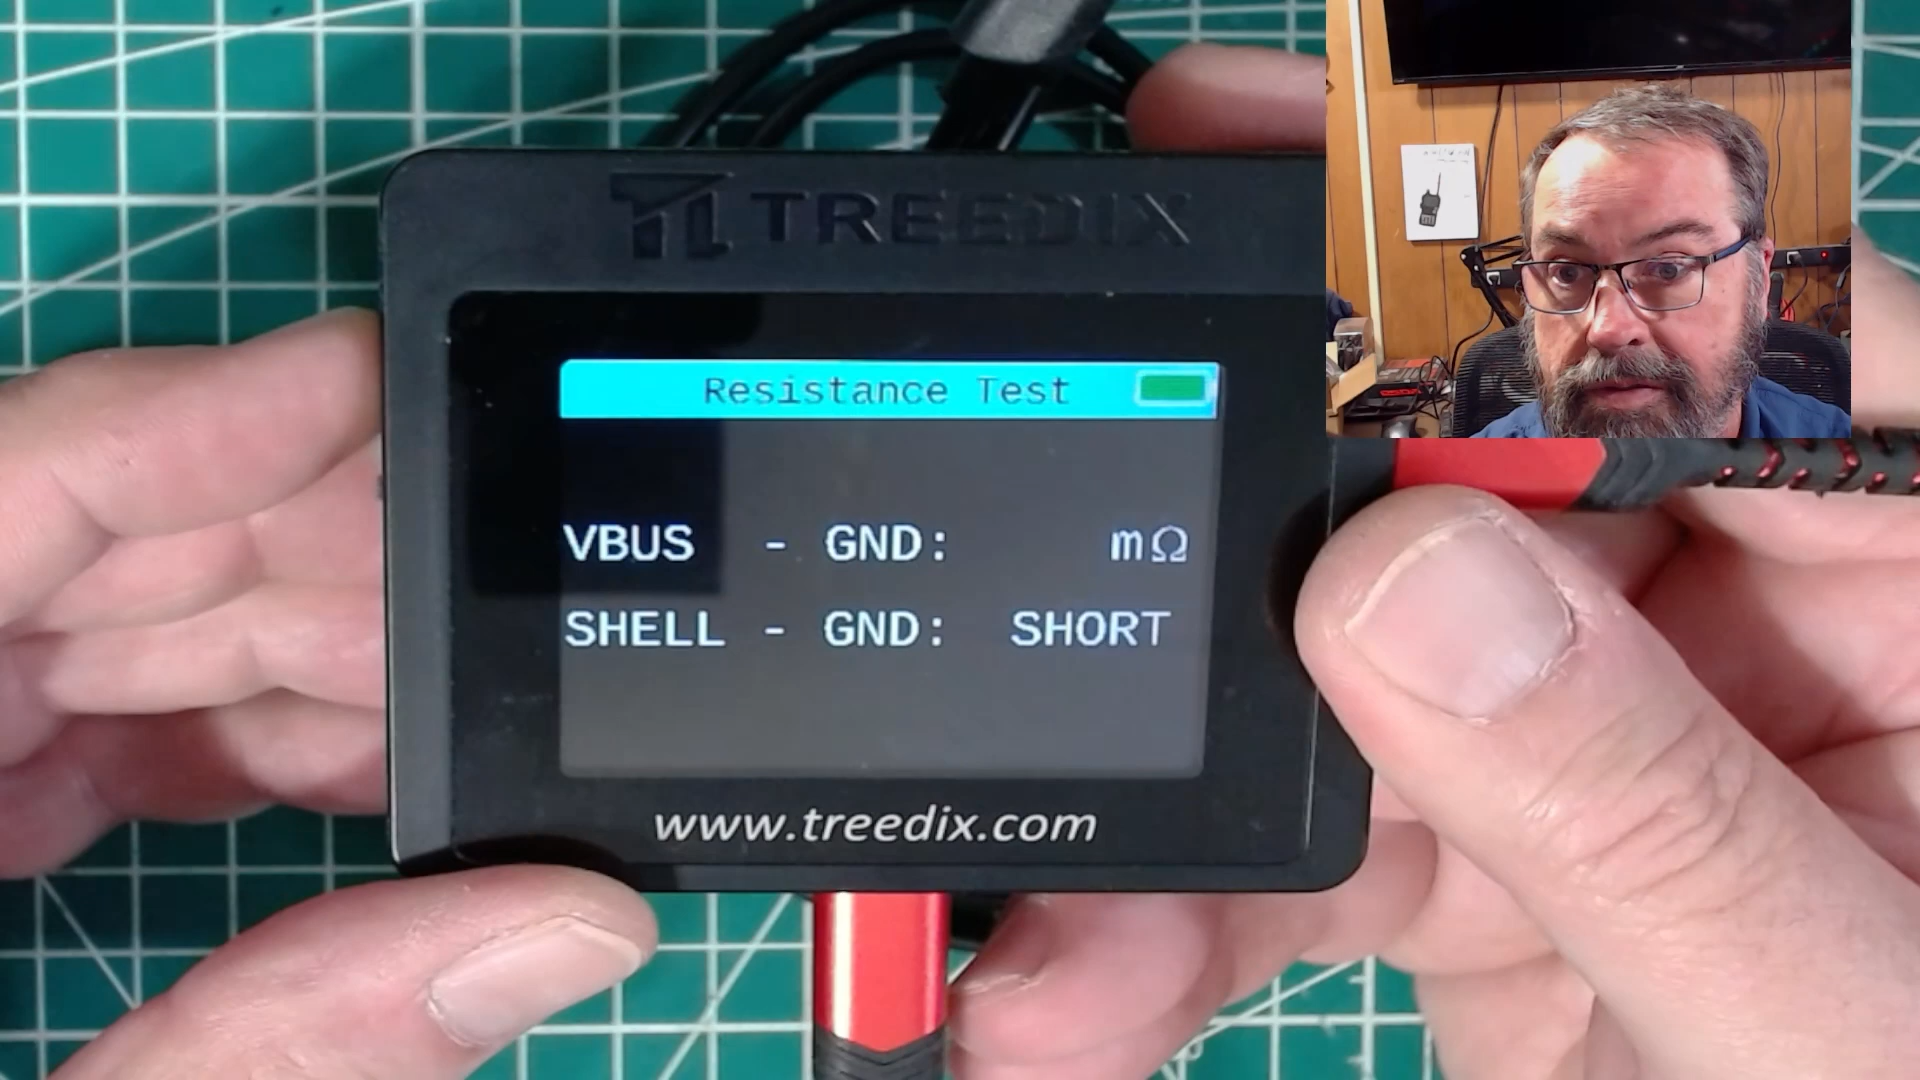 TREEDIX
Resistance Test
VBUS - GND: mΩ
SHELL - GND: SHORT
www.treedix.com